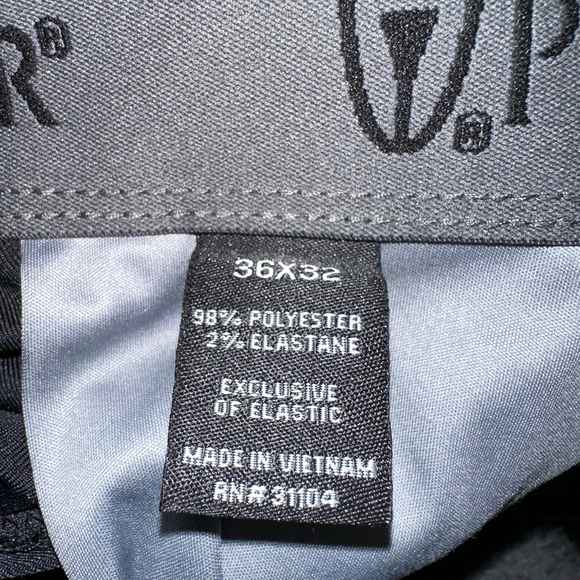 R®
® P
36X32
98% POLYESTER
2% ELASTANE
EXCLUSIVE
OF ELASTIC
MADE IN VIETNAM
RN# 31104